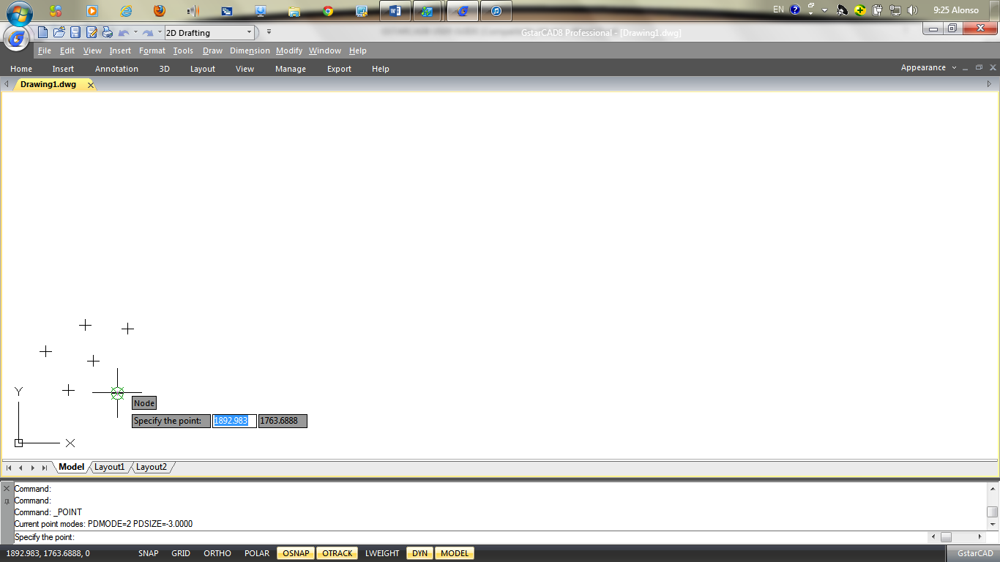 EN 9:25 Alonso
2D Drafting GstarCAD8 Professional - [Drawing1.dwg]
File Edit View Insert Format Tools Draw Dimension Modify Window Help
Home Insert Annotation 3D Layout View Manage Export Help Appearance
Drawing1.dwg
Y
Node
Specify the point: 1892.983 1763.6888
X
Model Layout1 Layout2
Command:
Command:
Command: _POINT
Current point modes: PDMODE=2 PDSIZE=-3.0000
Specify the point:
1892.983, 1763.6888, 0 SNAP GRID ORTHO POLAR OSNAP OTRACK LWEIGHT DYN MODEL GstarCAD